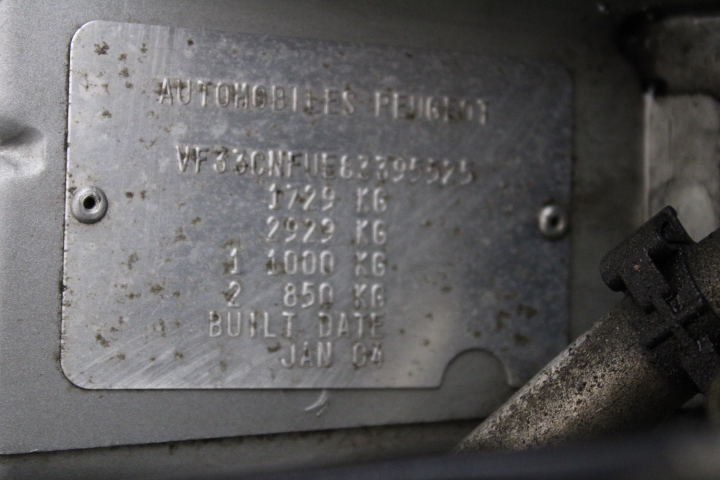 AUTOMOBILES PEUGEOT
VF33CNFUE83395525
1729 KG
2929 KG
1 1000 KG
2 850 KG
BUILT DATE
JAN 04